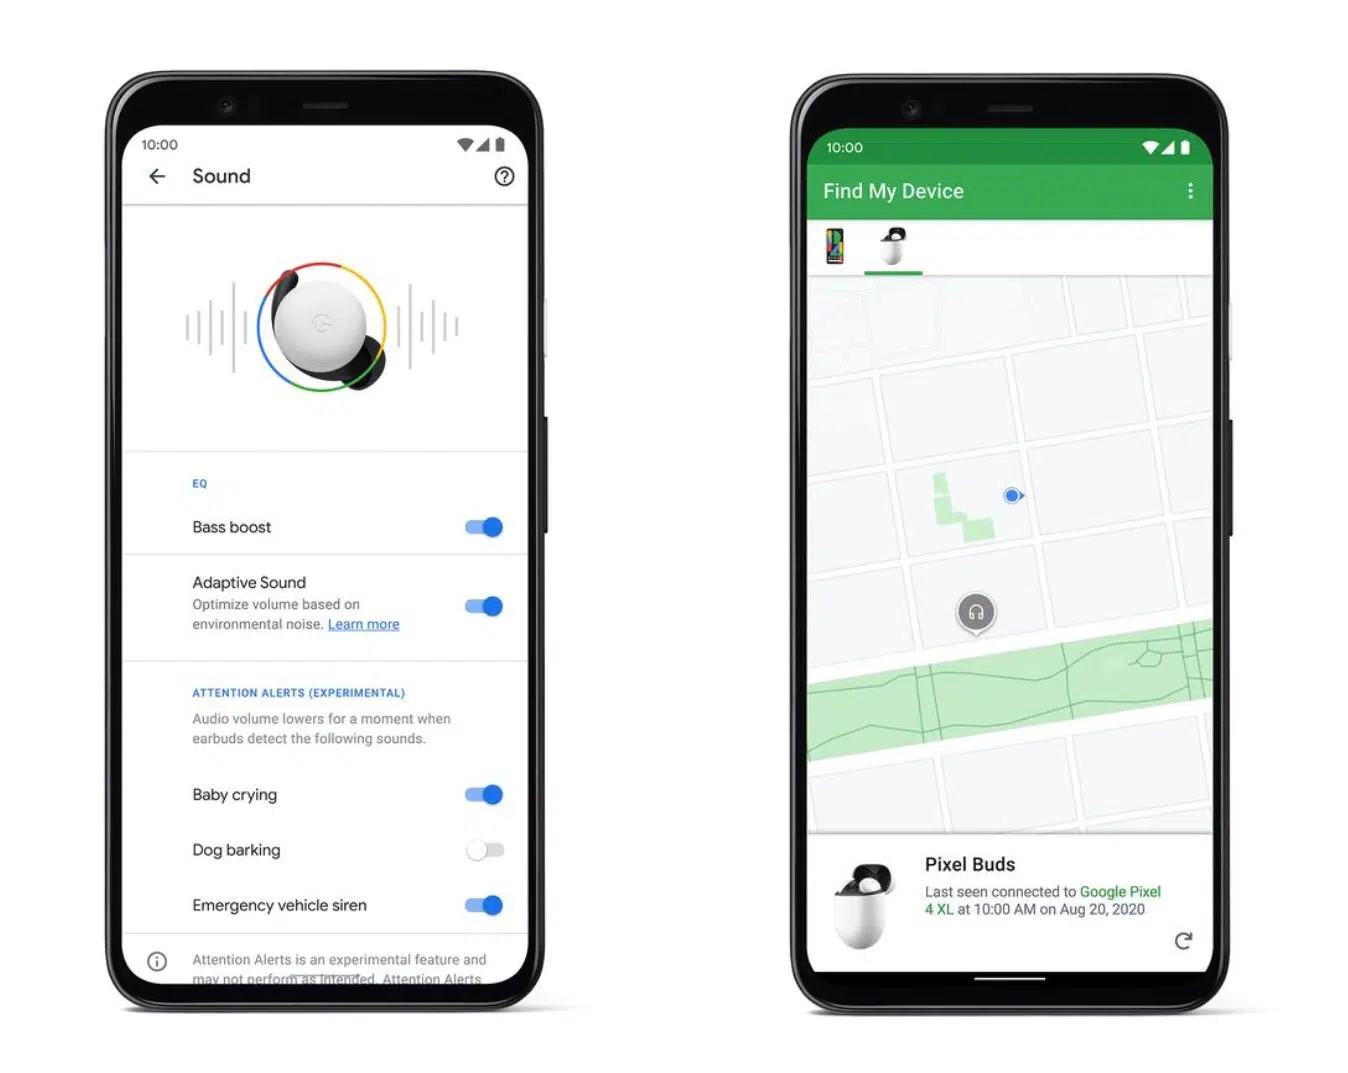 10:00
Sound
EQ
Bass boost
Adaptive Sound
Optimize volume based on
environmental noise. Learn more
ATTENTION ALERTS (EXPERIMENTAL)
Audio volume lowers for a moment when
earbuds detect the following sounds.
Baby crying
Dog barking
Emergency vehicle siren
Attention Alerts is an experimental feature and
may not perform as intended. Attention Alerts
10:00
Find My Device
Pixel Buds
Last seen connected to Google Pixel
4 XL at 10:00 AM on Aug 20, 2020